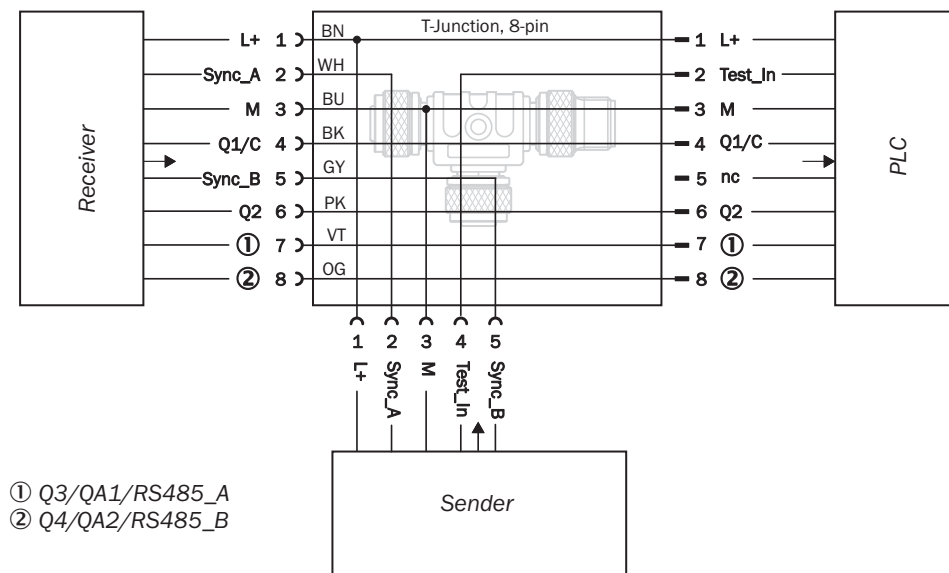 T-Junction, 8-pin
Receiver
L+ 1 BN 1 L+
Sync_A 2 WH 2 Test_In
M 3 BU 3 M
Q1/C 4 BK 4 Q1/C
Sync_B 5 GY 5 nc
Q2 6 PK 6 Q2
① 7 VT 7 ①
② 8 OG 8 ②
PLC
1 2 3 4 5
L+ Sync_A M Test_In Sync_B
Sender
① Q3/QA1/RS485_A
② Q4/QA2/RS485_B